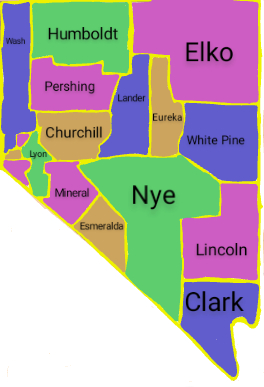 Wash
Humboldt
Elko
Pershing
Lander
Eureka
Churchill
White Pine
Lyon
Mineral
Nye
Esmeralda
Lincoln
Clark